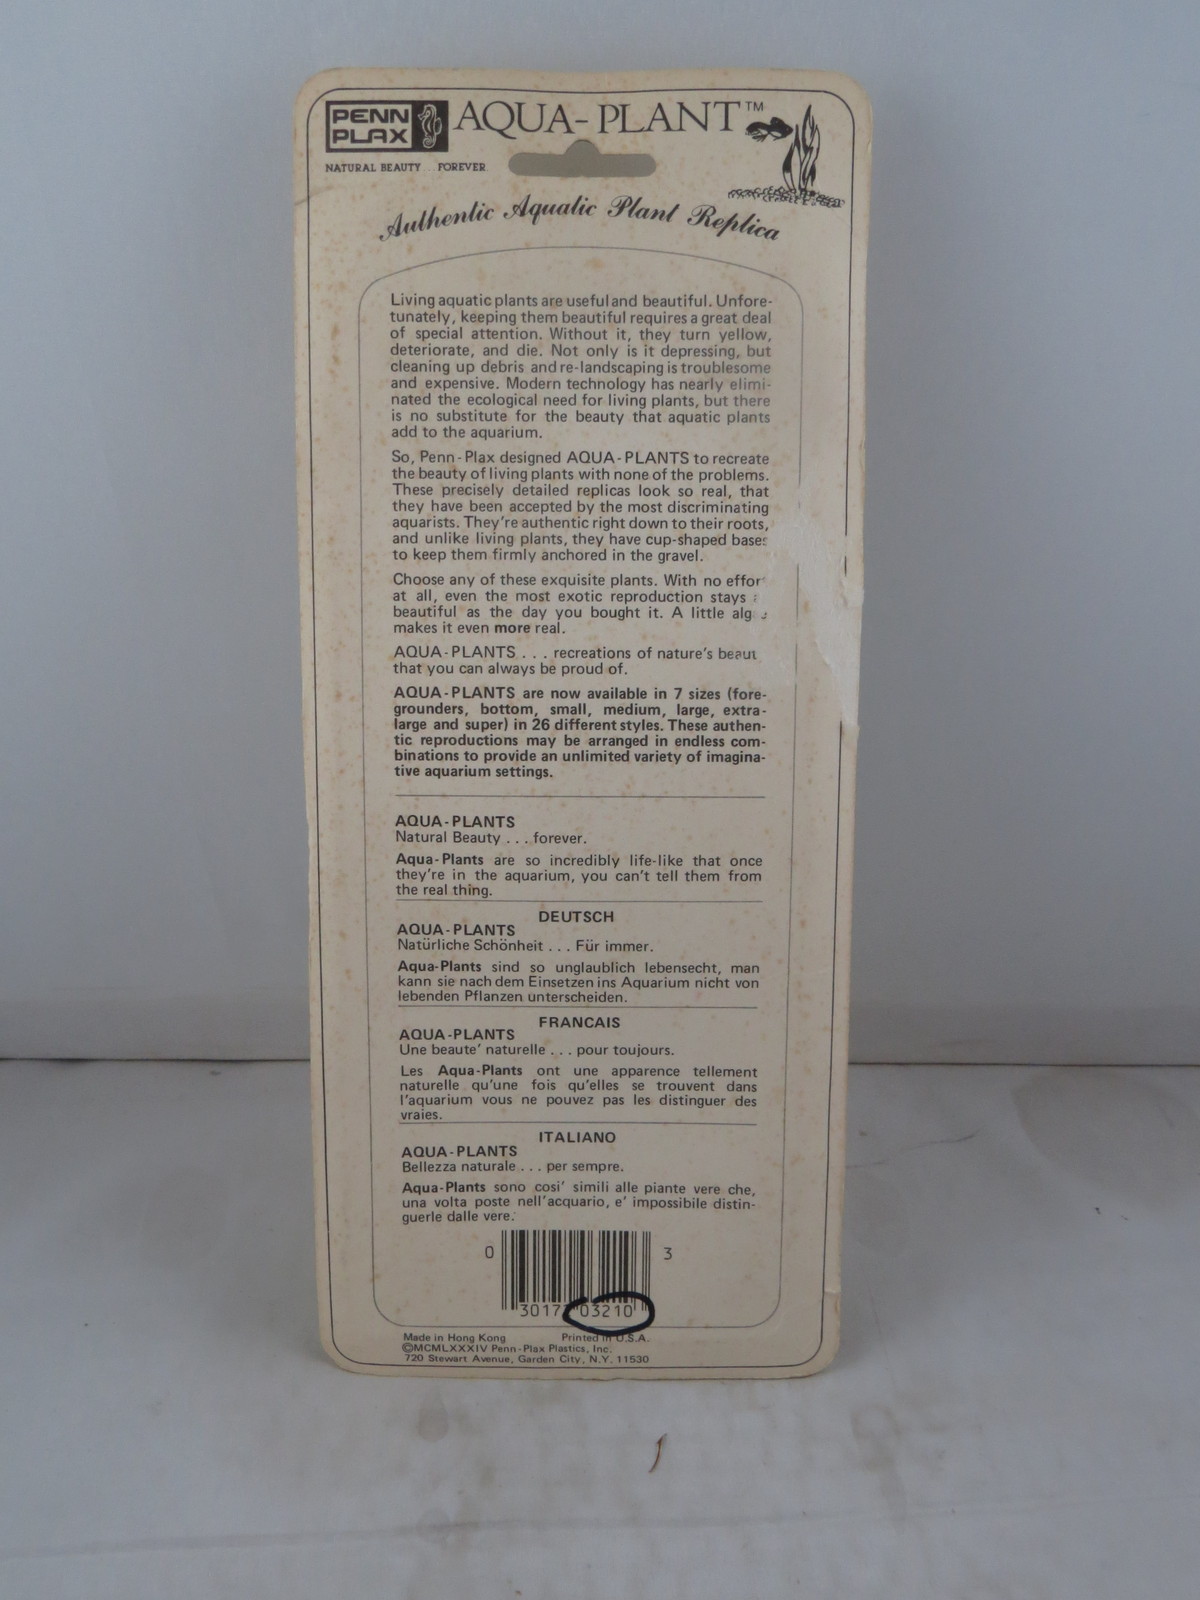 PENN
PLAX
AQUA-PLANT™
NATURAL BEAUTY . . . FOREVER
Authentic Aquatic Plant Replica
Living aquatic plants are useful and beautiful. Unfore-
tunately, keeping them beautiful requires a great deal
of special attention. Without it, they turn yellow,
deteriorate, and die. Not only is it depressing, but
cleaning up debris and re-landscaping is troublesome
and expensive. Modern technology has nearly elimi-
nated the ecological need for living plants, but there
is no substitute for the beauty that aquatic plants
add to the aquarium.
So, Penn-Plax designed AQUA-PLANTS to recreate
the beauty of living plants with none of the problems.
These precisely detailed replicas look so real, that
they have been accepted by the most discriminating
aquarists. They're authentic right down to their roots,
and unlike living plants, they have cup-shaped base
to keep them firmly anchored in the gravel.
Choose any of these exquisite plants. With no effor
at all, even the most exotic reproduction stays
beautiful as the day you bought it. A little alg
makes it even more real.
AQUA-PLANTS . . . recreations of nature's beaut
that you can always be proud of.
AQUA-PLANTS are now available in 7 sizes (fore-
grounders, bottom, small, medium, large, extra-
large and super) in 26 different styles. These authen-
tic reproductions may be arranged in endless com-
binations to provide an unlimited variety of imagina-
tive aquarium settings.
AQUA-PLANTS
Natural Beauty . . . forever.
Aqua-Plants are so incredibly life-like that once
they're in the aquarium, you can't tell them from
the real thing.
DEUTSCH
AQUA-PLANTS
Natürliche Schönheit . . . Für immer.
Aqua-Plants sind so unglaublich lebensecht, man
kann sie nach dem Einsetzen ins Aquarium nicht von
lebenden Pflanzen unterscheiden.
FRANCAIS
AQUA-PLANTS
Une beaute' naturelle . . . pour toujours.
Les Aqua-Plants ont une apparence tellement
naturelle qu'une fois qu'elles se trouvent dans
l'aquarium vous ne pouvez pas les distinguer des
vraies.
ITALIANO
AQUA-PLANTS
Bellezza naturale . . . per sempre.
Aqua-Plants sono cosi' simili alle piante vere che,
una volta poste nell'acquario, e' impossibile distin-
guerle dalle vere.
0 30172 03210 3
Made in Hong Kong Printed in U.S.A.
©MCMLXXXIV Penn-Plax Plastics, Inc.
720 Stewart Avenue, Garden City, N.Y. 11530